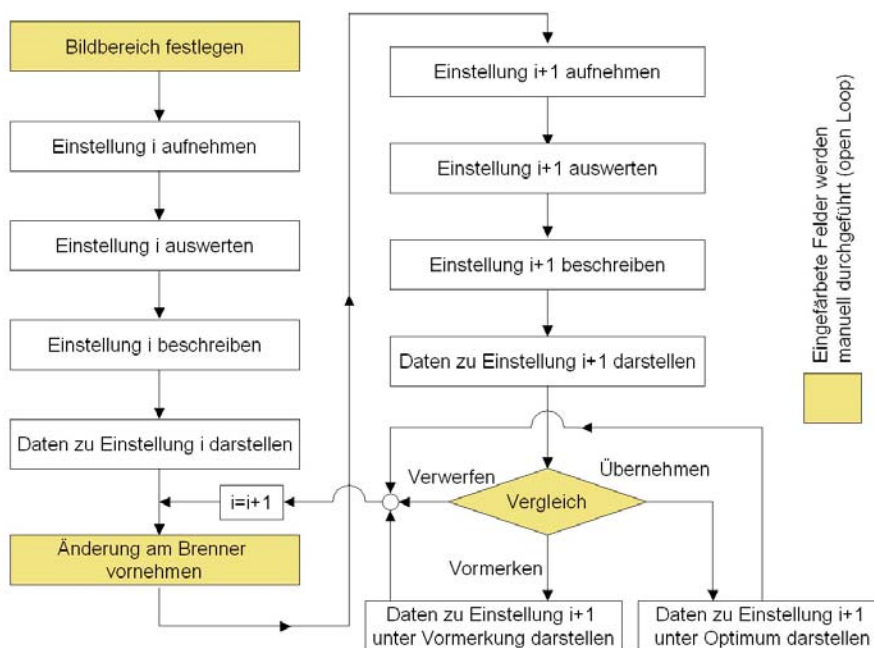 Bildbereich festlegen
Einstellung i aufnehmen
Einstellung i auswerten
Einstellung i beschreiben
Daten zu Einstellung i darstellen
i=i+1
Änderung am Brenner
vornehmen
Einstellung i+1 aufnehmen
Einstellung i+1 auswerten
Einstellung i+1 beschreiben
Daten zu Einstellung i+1 darstellen
Verwerfen
Übernehmen
Vergleich
Vormerken
Daten zu Einstellung i+1
unter Vormerkung darstellen
Daten zu Einstellung i+1
unter Optimum darstellen
Eingefärbete Felder werden
manuell durchgeführt (open Loop)